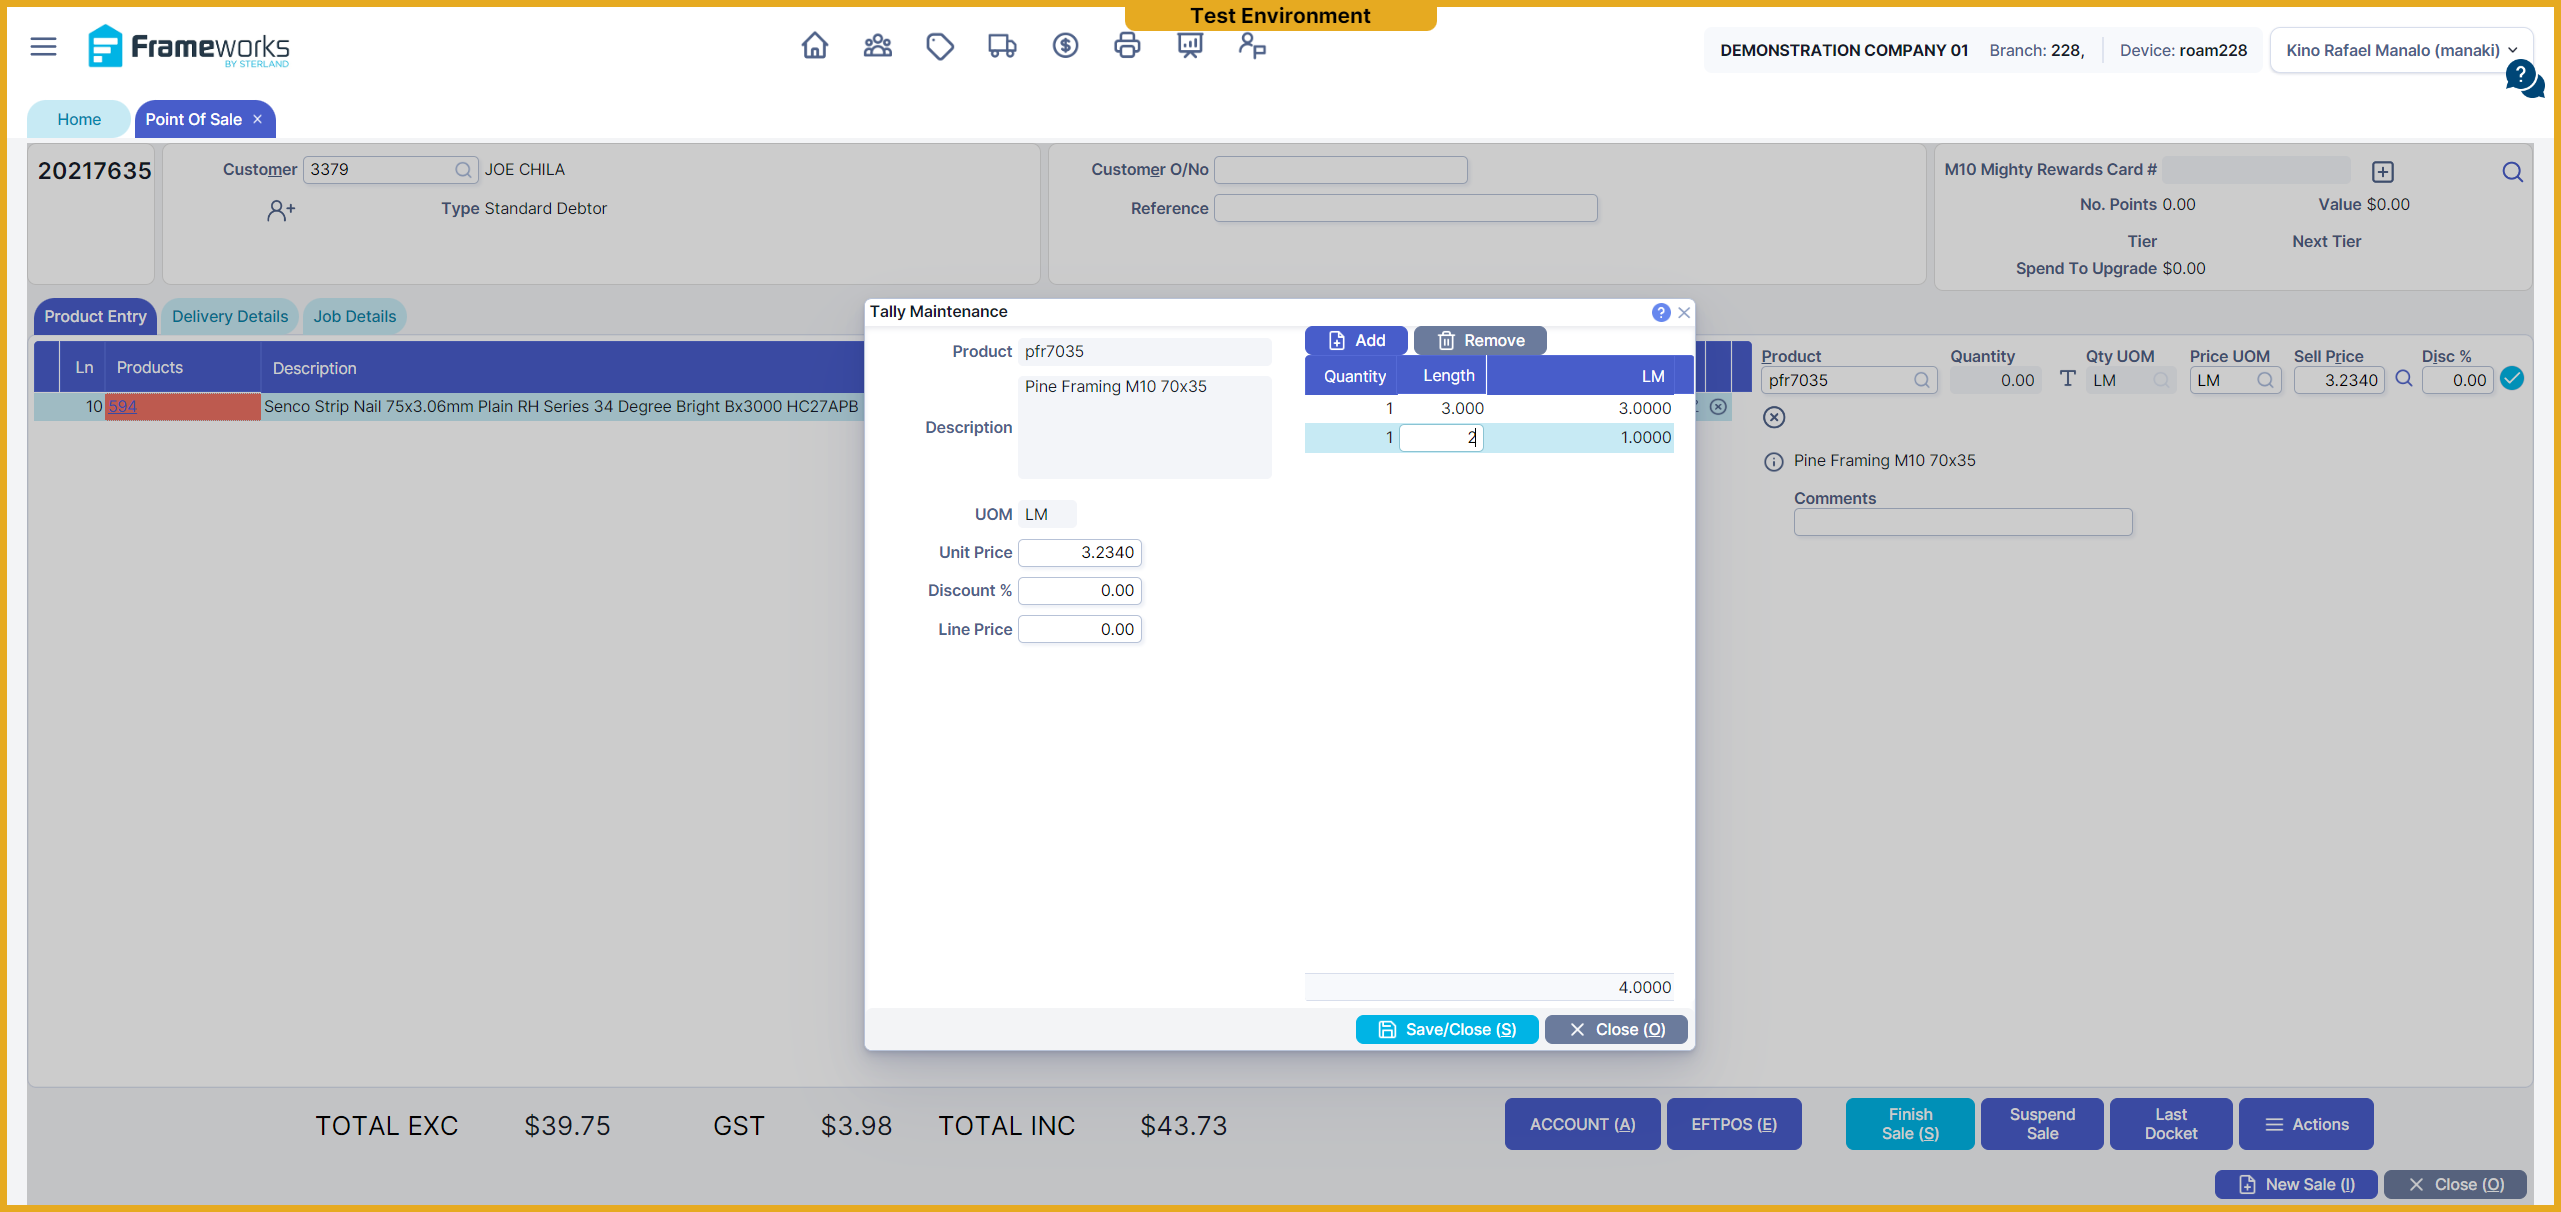 Test Environment
Frameworks
BY STERLAND
DEMONSTRATION COMPANY 01 Branch: 228, Device: roam228 Kino Rafael Manalo (manaki)
?
Home Point Of Sale ×
20217635 Customer 3379 JOE CHILA Customer O/No M10 Mighty Rewards Card #
Type Standard Debtor Reference No. Points 0.00 Value $0.00
Tier Next Tier
Spend To Upgrade $0.00
Product Entry Delivery Details Job Details
Ln Products Description
10 594 Senco Strip Nail 75x3.06mm Plain RH Series 34 Degree Bright Bx3000 HC27APB
Tally Maintenance ?
Product pfr7035
Description Pine Framing M10 70x35
UOM LM
Unit Price 3.2340
Discount % 0.00
Line Price 0.00
Add Remove
Quantity Length LM
1 3.000 3.0000
1 2 1.0000
4.0000
Save/Close (S) Close (O)
Product Quantity Qty UOM Price UOM Sell Price Disc %
pfr7035 0.00 LM LM 3.2340 0.00
Pine Framing M10 70x35
Comments
TOTAL EXC $39.75 GST $3.98 TOTAL INC $43.73
ACCOUNT (A) EFTPOS (E)
Finish
Sale (S)
Suspend
Sale
Last
Docket
Actions
New Sale (I) Close (O)